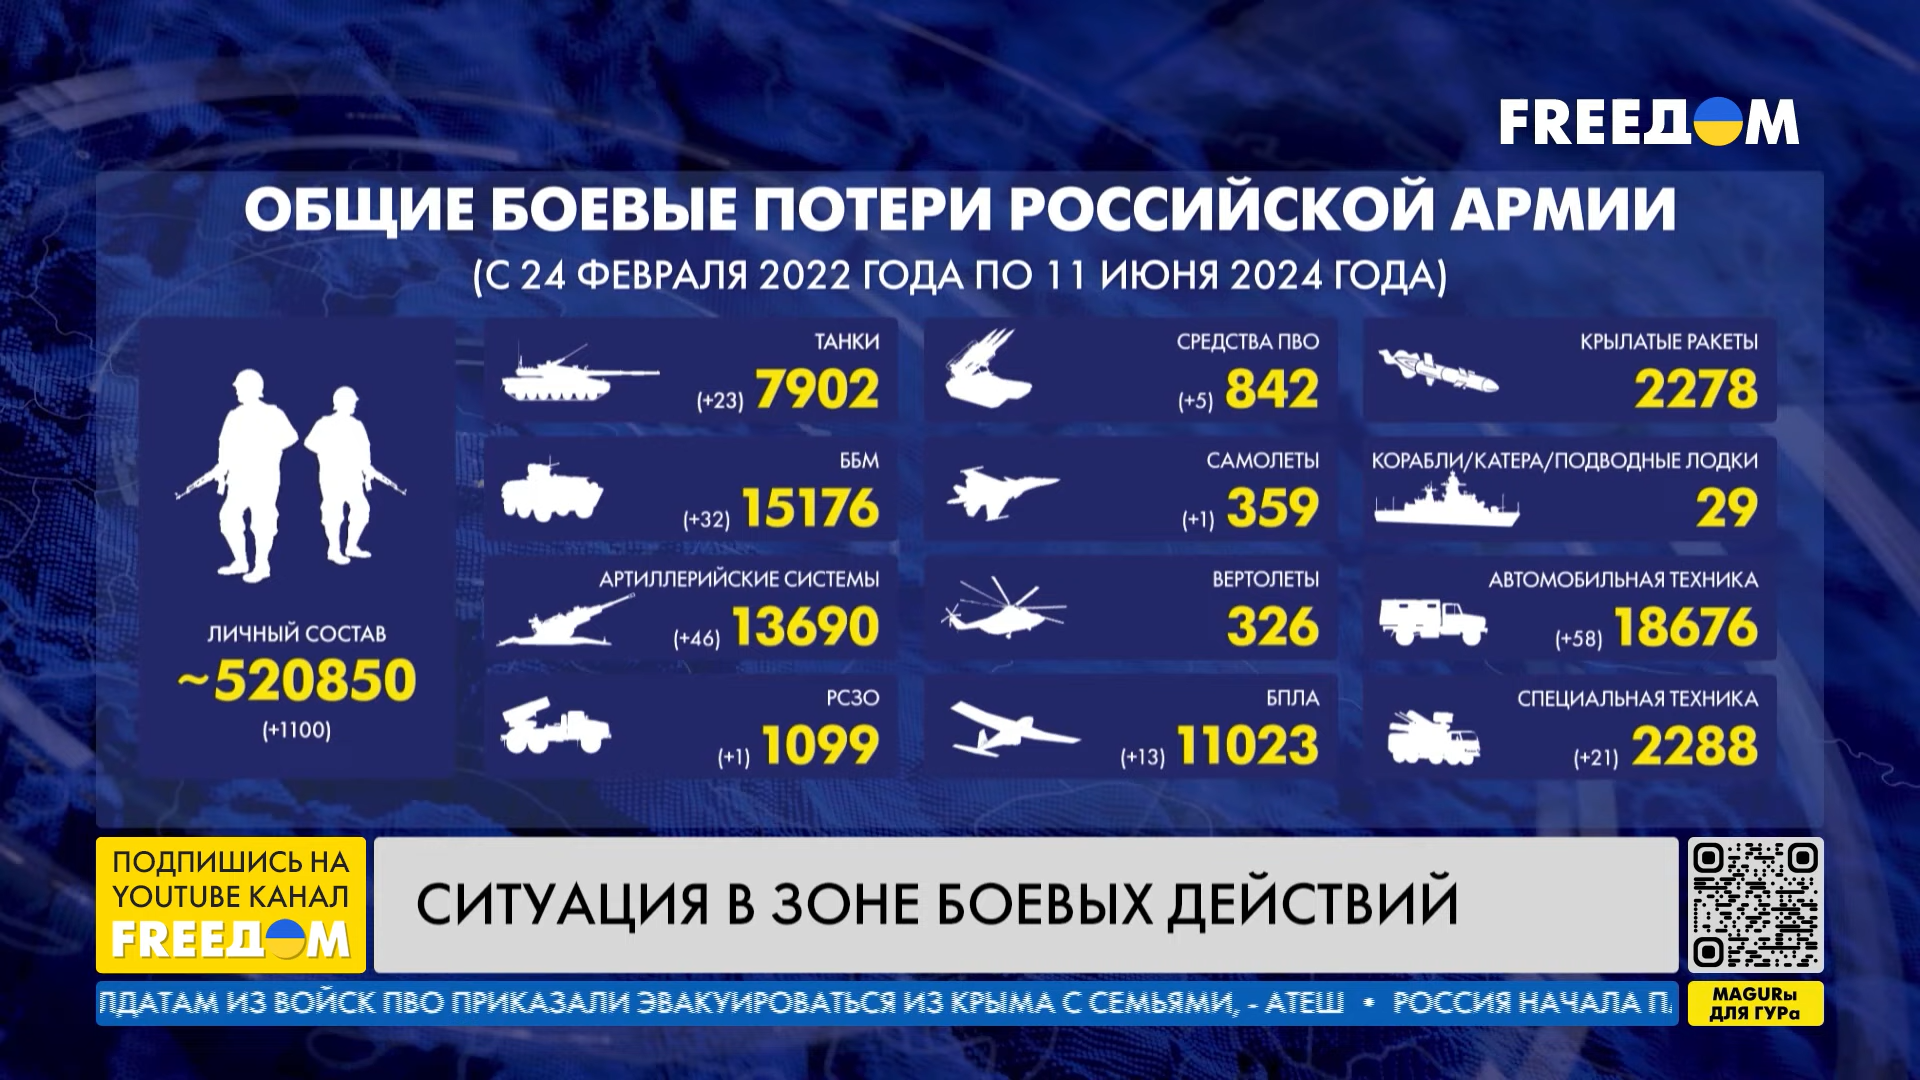 FREEДOM
ОБЩИЕ БОЕВЫЕ ПОТЕРИ РОССИЙСКОЙ АРМИИ
(С 24 ФЕВРАЛЯ 2022 ГОДА ПО 11 ИЮНЯ 2024 ГОДА)
ЛИЧНЫЙ СОСТАВ
~520850
(+1100)
ТАНКИ
(+23) 7902
ББМ
(+32) 15176
АРТИЛЛЕРИЙСКИЕ СИСТЕМЫ
(+46) 13690
РСЗО
(+1) 1099
СРЕДСТВА ПВО
(+5) 842
САМОЛЕТЫ
(+1) 359
ВЕРТОЛЕТЫ
326
БПЛА
(+13) 11023
КРЫЛАТЫЕ РАКЕТЫ
2278
КОРАБЛИ/КАТЕРА/ПОДВОДНЫЕ ЛОДКИ
29
АВТОМОБИЛЬНАЯ ТЕХНИКА
(+58) 18676
СПЕЦИАЛЬНАЯ ТЕХНИКА
(+21) 2288
ПОДПИШИСЬ НА
YOUTUBE КАНАЛ
FREEДOM
СИТУАЦИЯ В ЗОНЕ БОЕВЫХ ДЕЙСТВИЙ
ЛДАТАМ ИЗ ВОЙСК ПВО ПРИКАЗАЛИ ЭВАКУИРОВАТЬСЯ ИЗ КРЫМА С СЕМЬЯМИ, - АТЕШ • РОССИЯ НАЧАЛА
MAGURы
ДЛЯ ГУРа